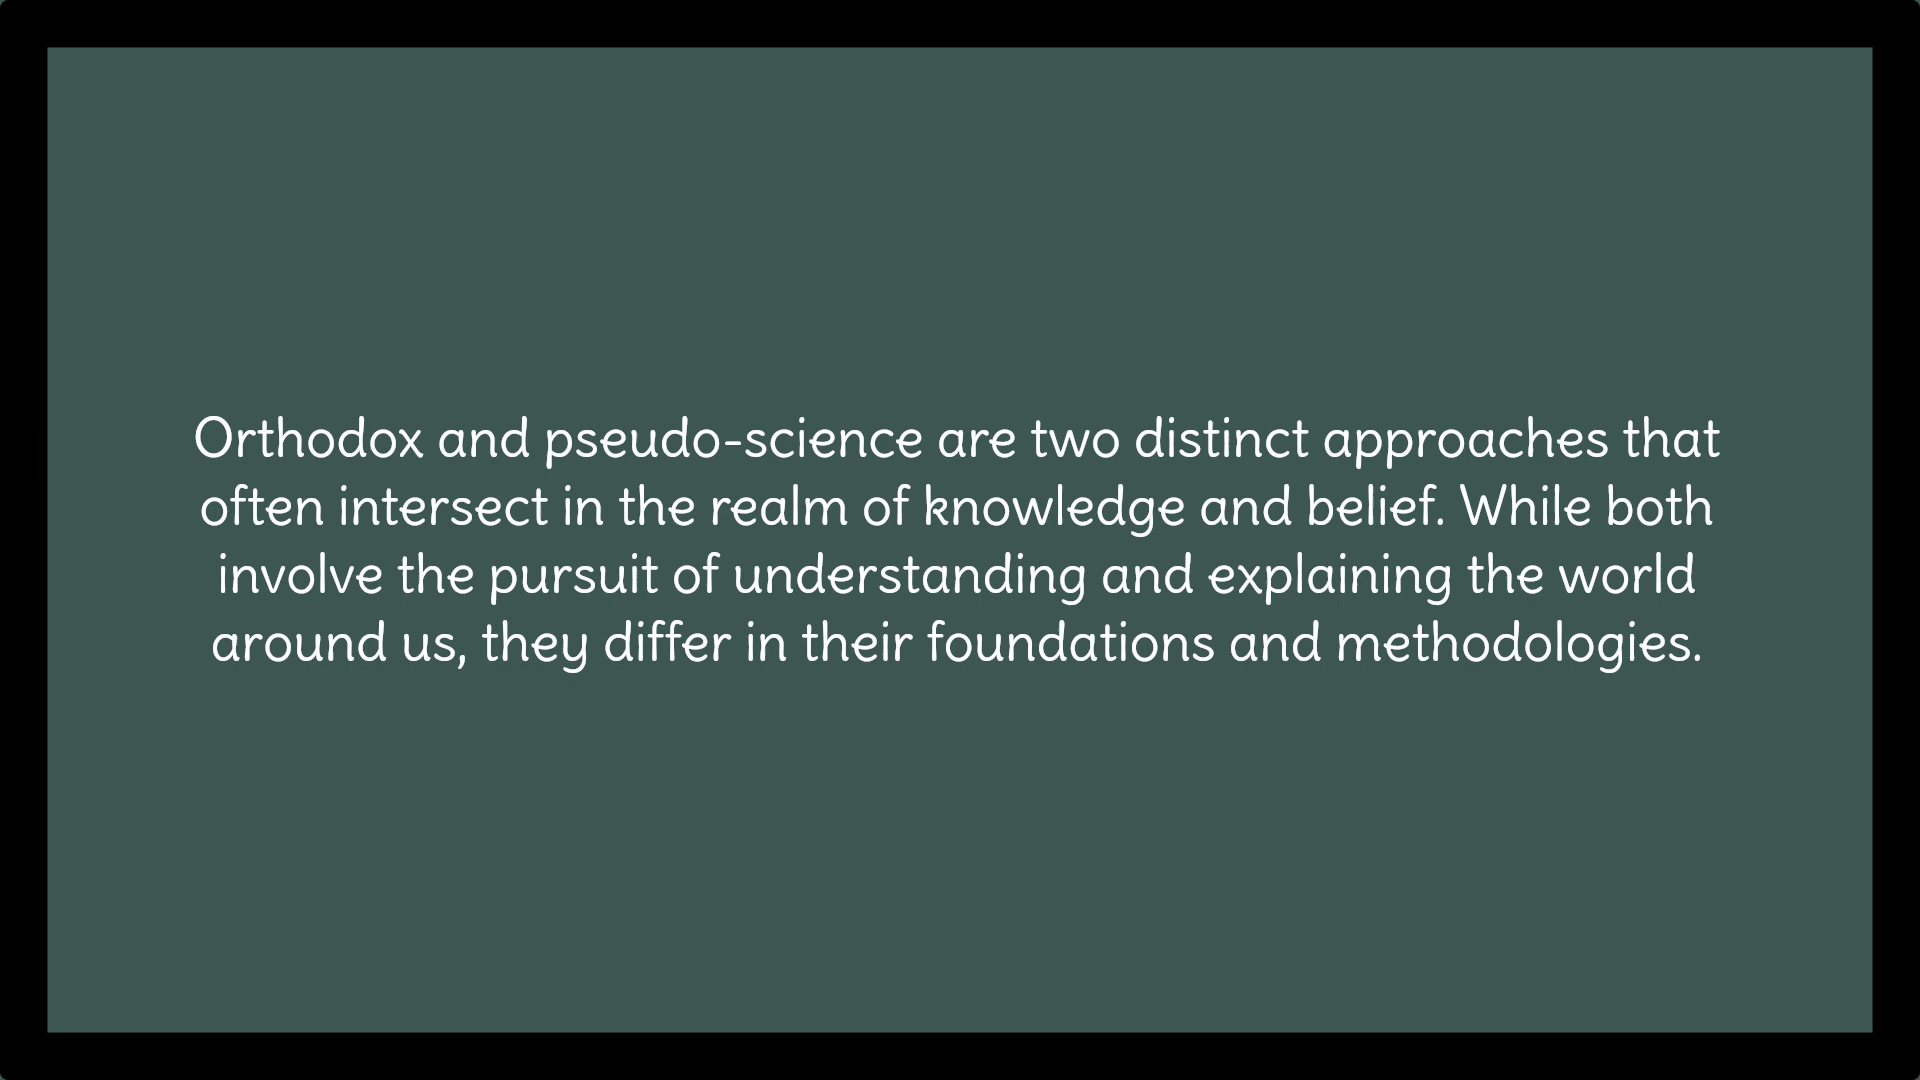 Orthodox and pseudo-science are two distinct approaches that
often intersect in the realm of knowledge and belief. While both
involve the pursuit of understanding and explaining the world
around us, they differ in their foundations and methodologies.